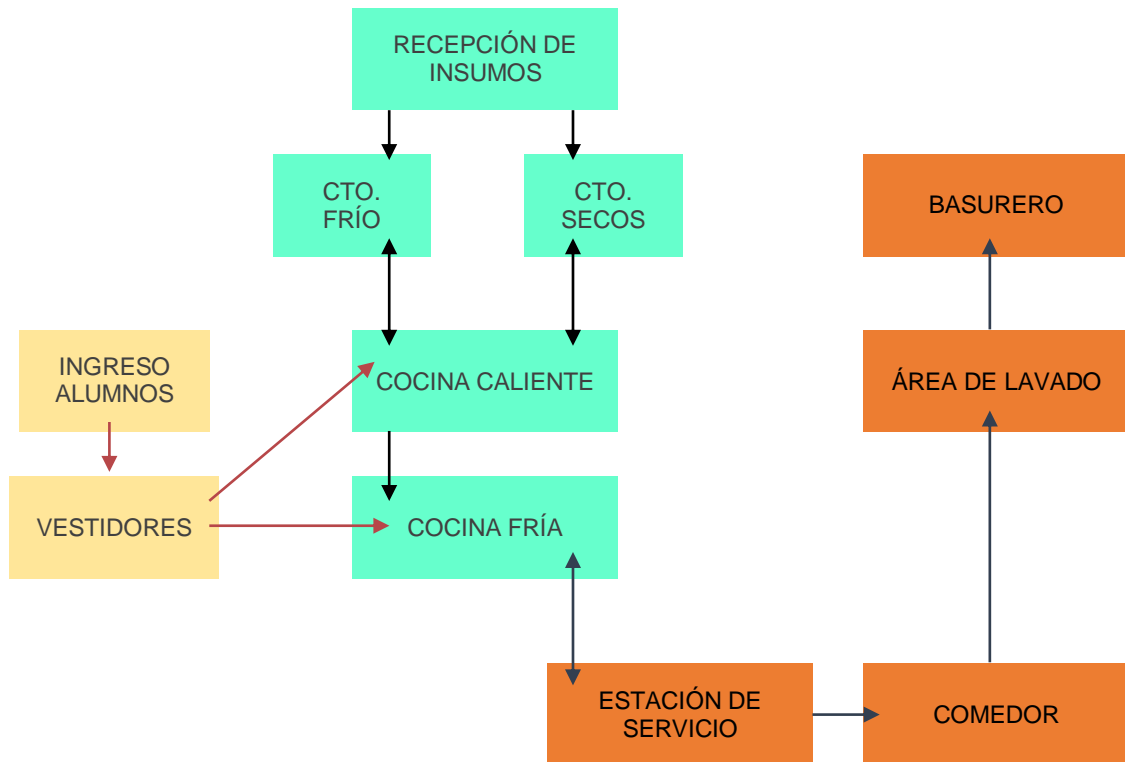 RECEPCIÓN DE
INSUMOS
CTO.
FRÍO
CTO.
SECOS
BASURERO
INGRESO
ALUMNOS
COCINA CALIENTE
ÁREA DE LAVADO
VESTIDORES
COCINA FRÍA
ESTACIÓN DE
SERVICIO
COMEDOR